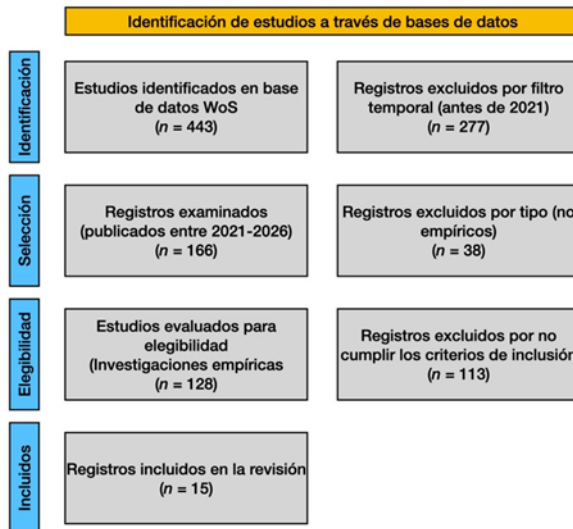 Identificación de estudios a través de bases de datos
Identificación
Estudios identificados en base
de datos WoS
(n = 443)
Registros excluidos por filtro
temporal (antes de 2021)
(n = 277)
Selección
Registros examinados
(publicados entre 2021-2026)
(n = 166)
Registros excluidos por tipo (no
empíricos)
(n = 38)
Elegibilidad
Estudios evaluados para
elegibilidad
(Investigaciones empíricas
(n = 128)
Registros excluidos por no
cumplir los criterios de inclusión
(n = 113)
Incluidos
Registros incluidos en la revisión
(n = 15)